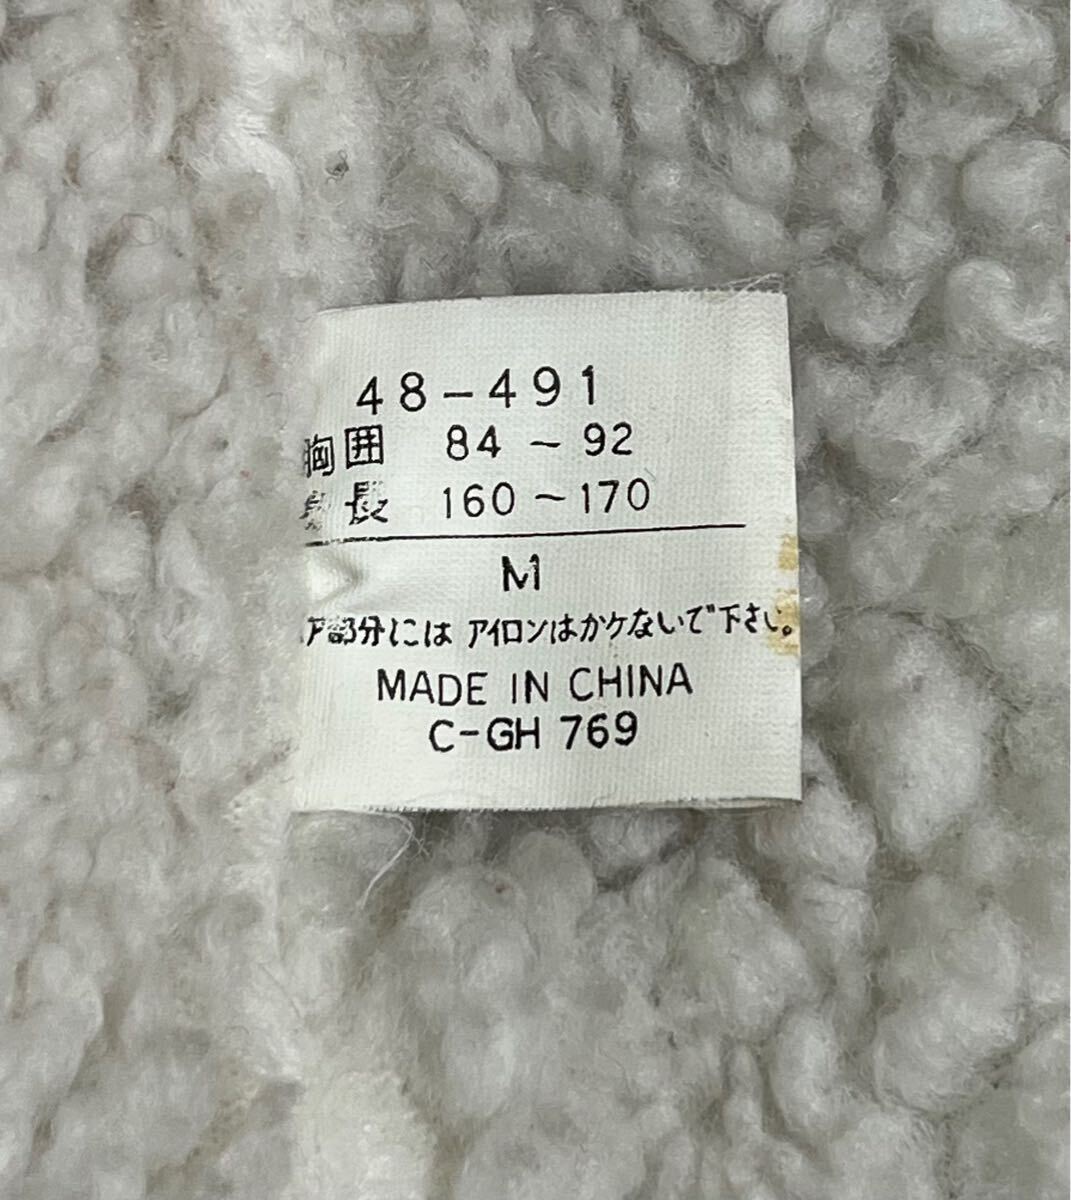 48-491
胸囲 84 ~ 92
身長 160~170
M
ア部分には アイロンはかケないで下さい。
MADE IN CHINA
C-GH 769